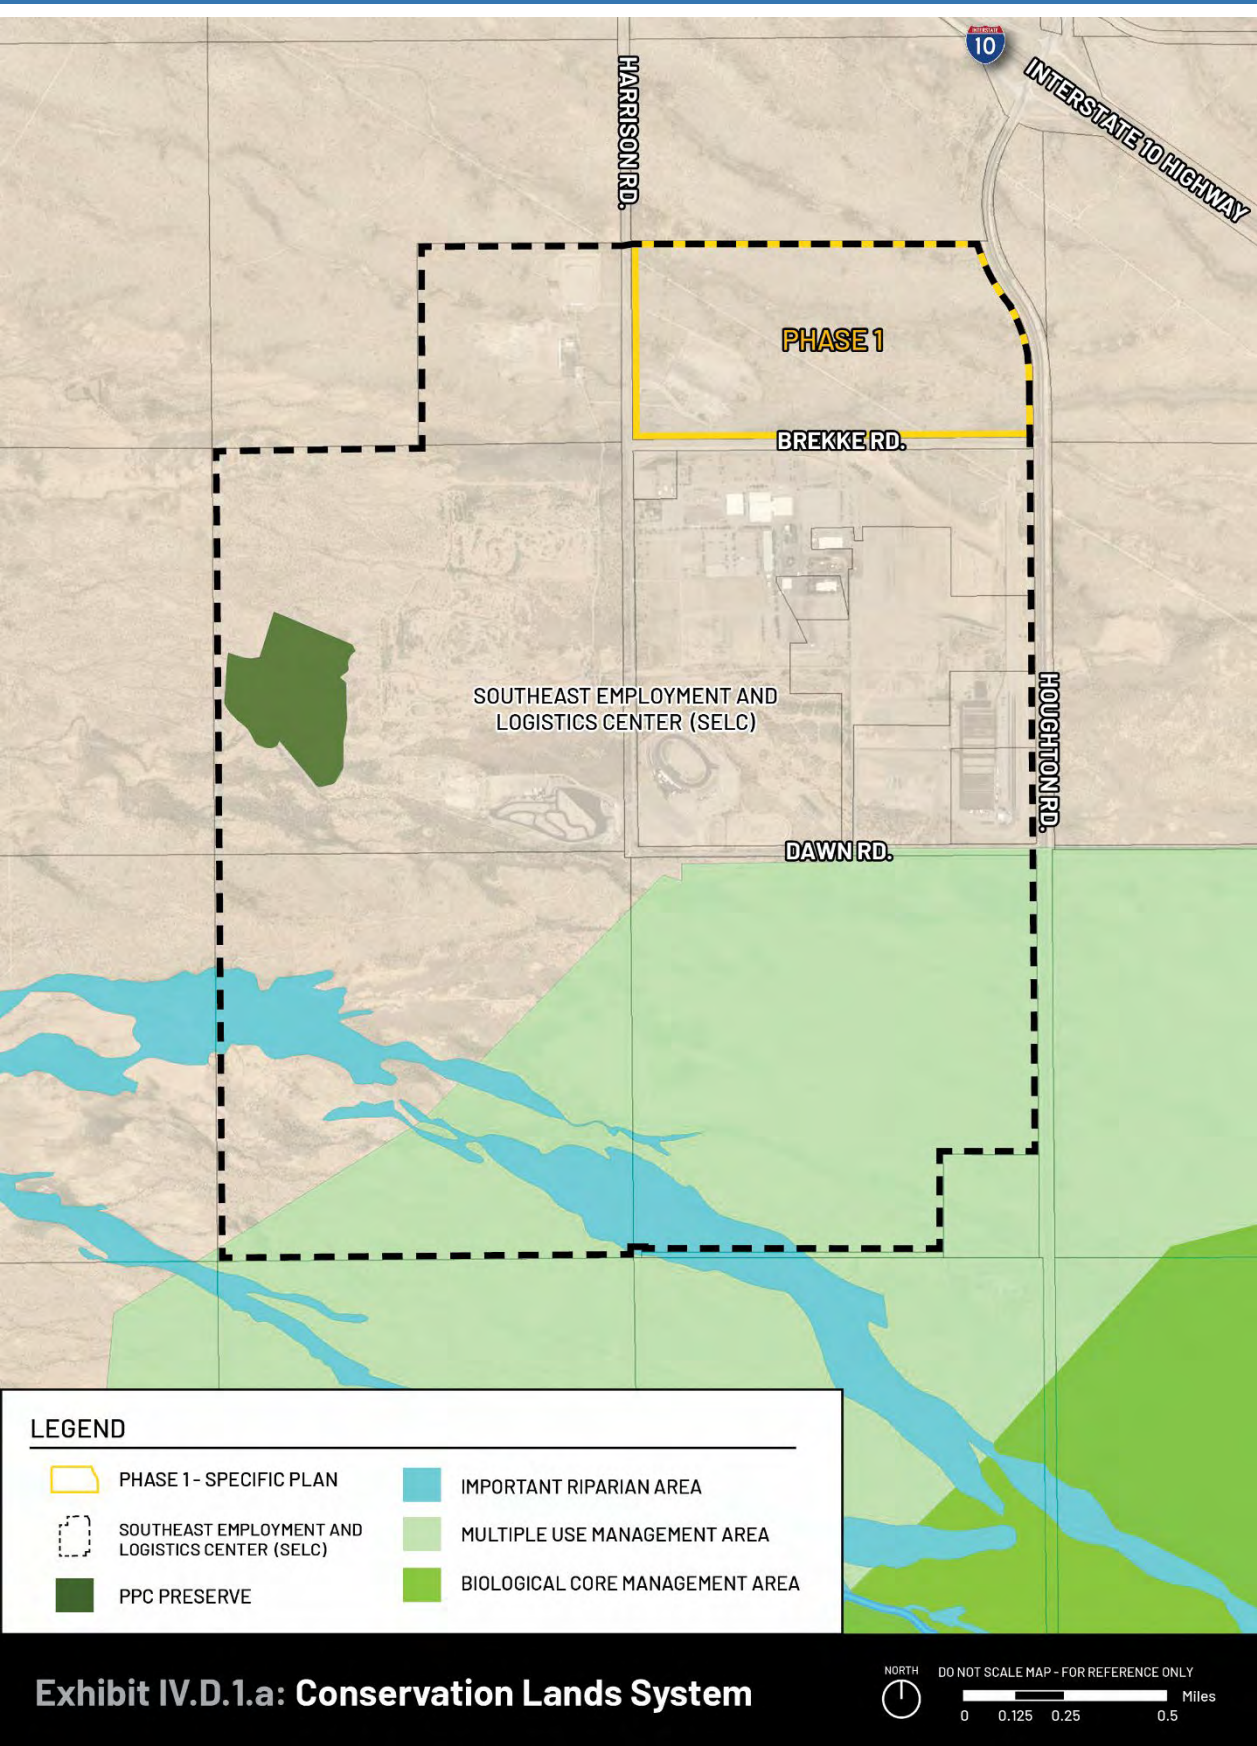 INTERSTATE
10
INTERSTATE 10 HIGHWAY
HARRISON RD.
PHASE 1
BREKKE RD.
SOUTHEAST EMPLOYMENT AND
LOGISTICS CENTER (SELC)
HOUGHTON RD.
DAWN RD.
LEGEND
PHASE 1 - SPECIFIC PLAN
SOUTHEAST EMPLOYMENT AND
LOGISTICS CENTER (SELC)
PPC PRESERVE
IMPORTANT RIPARIAN AREA
MULTIPLE USE MANAGEMENT AREA
BIOLOGICAL CORE MANAGEMENT AREA
Exhibit IV.D.1.a: Conservation Lands System
NORTH
DO NOT SCALE MAP - FOR REFERENCE ONLY
Miles
0 0.125 0.25 0.5